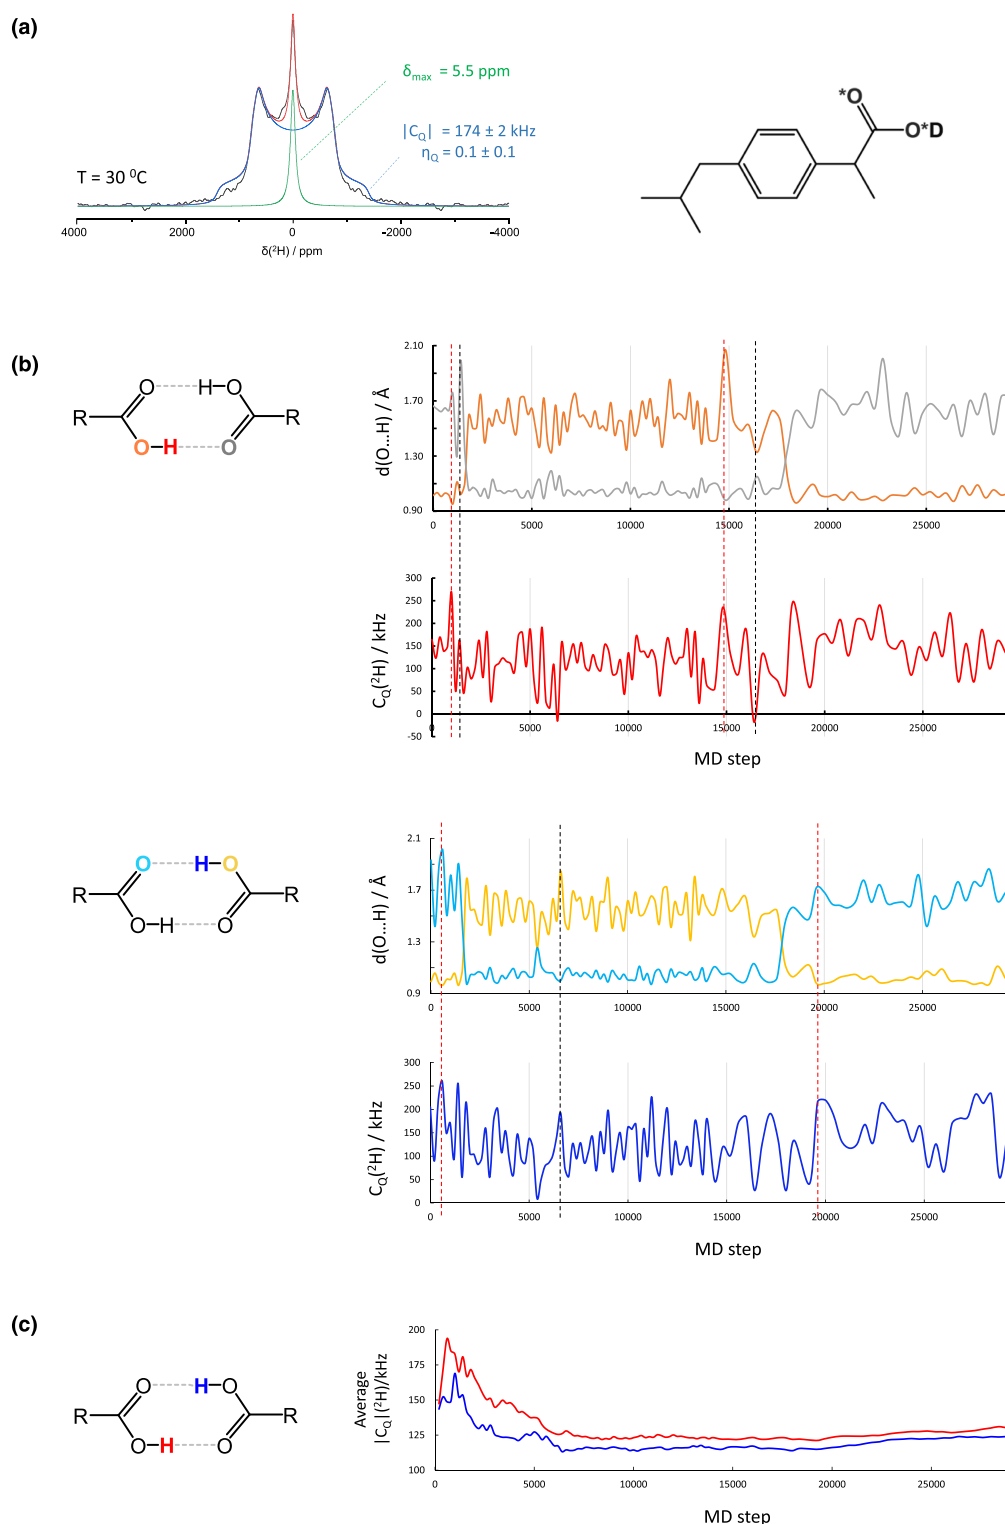 (a)
δmax = 5.5 ppm
|CQ| = 174 ± 2 kHz
ηQ = 0.1 ± 0.1
T = 30 ⁰C
4000 2000 0 -2000 -4000
δ(²H) / ppm
*O
O*D
(b)
O H O
R R
O H O
d(O...H) / Å
2.10
1.70
1.30
0.90
0 5000 10000 15000 20000 25000
CQ(²H) / kHz
300
250
200
150
100
50
0
-50
0 5000 10000 15000 20000 25000
MD step
O H O
R R
O H O
d(O...H) / Å
2.1
1.7
1.3
0.9
0 5000 10000 15000 20000 25000
CQ(²H) / kHz
300
250
200
150
100
50
0
0 5000 10000 15000 20000 25000
MD step
(c)
O H O
R R
O H O
Average
|CQ|(²H)/kHz
200
175
150
125
100
0 5000 10000 15000 20000 25000
MD step